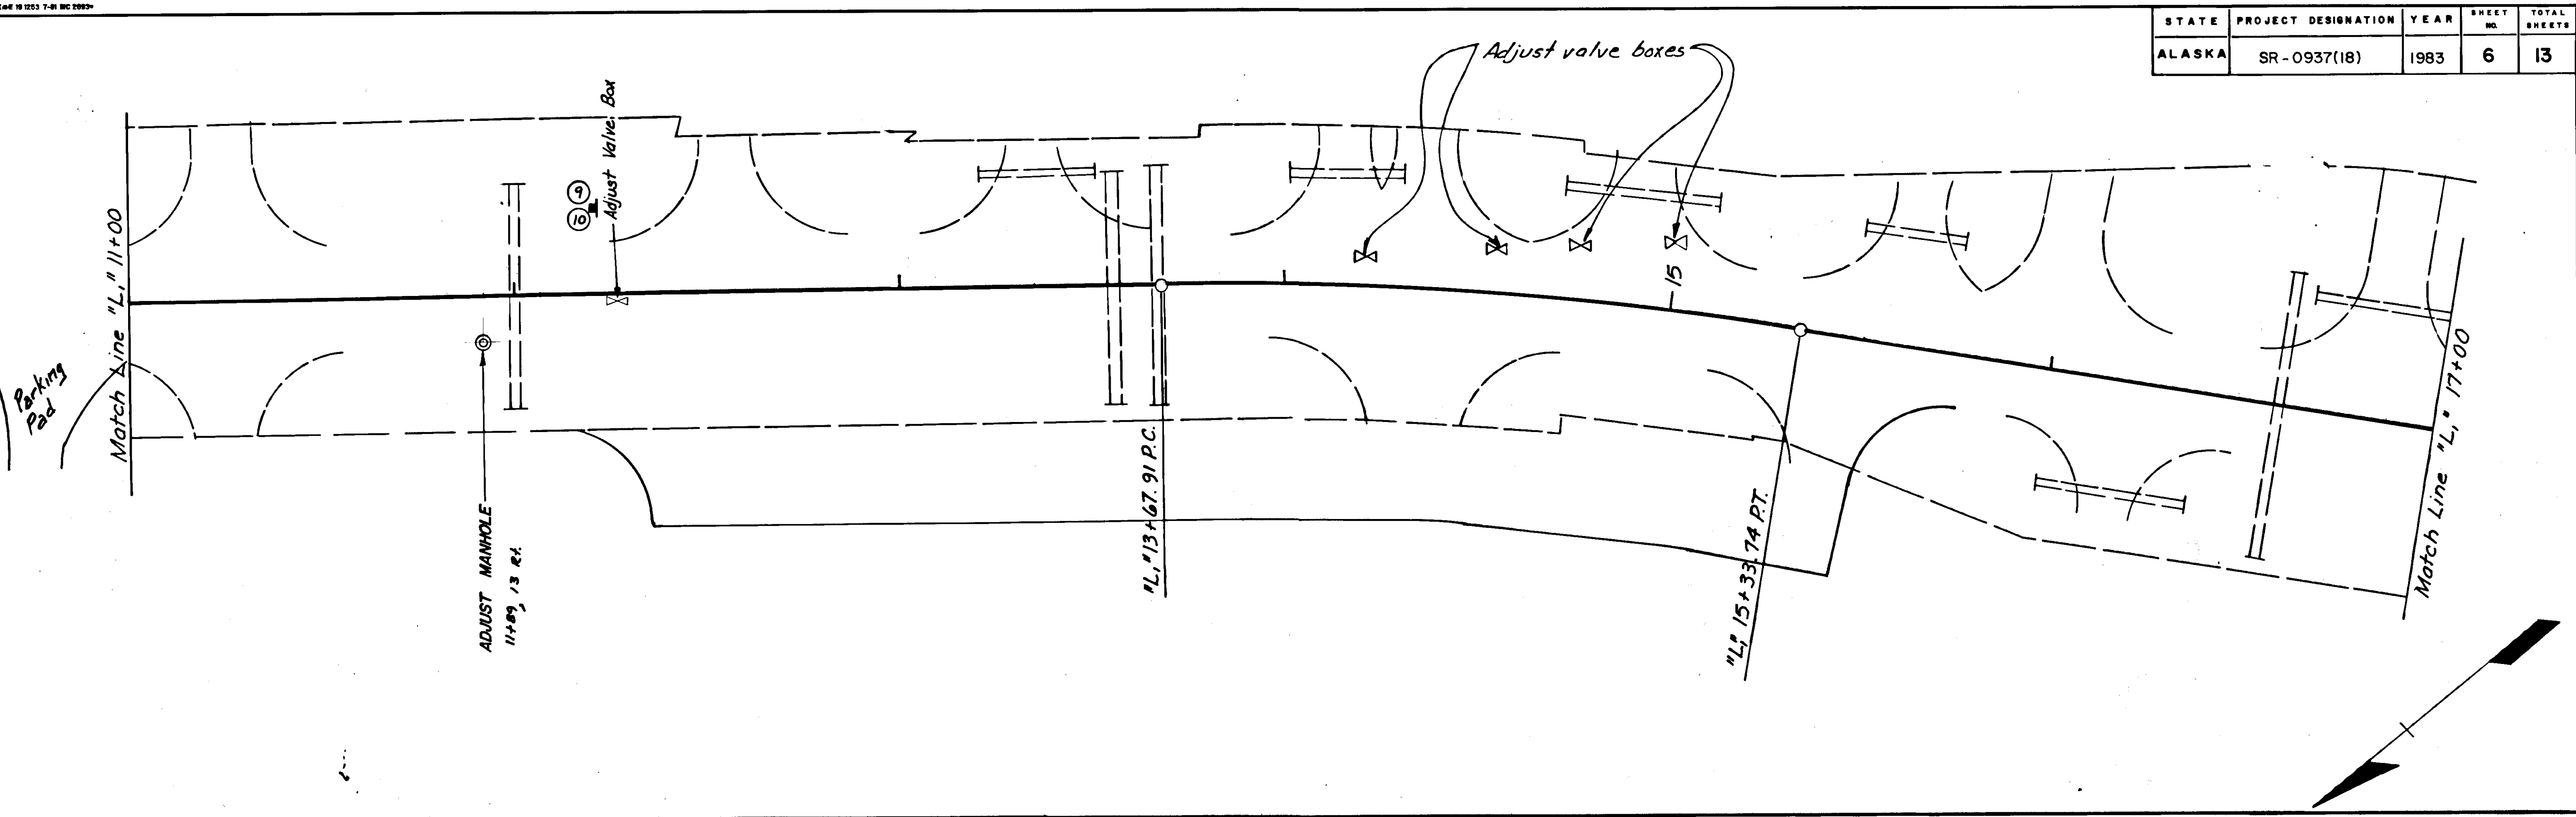 STATE PROJECT DESIGNATION YEAR SHEET NO. TOTAL SHEETS
ALASKA SR-0937(18) 1983 6 13
Adjust valve boxes
Adjust Valve Box
9
10
Match Line "L," 11+00
Parking
Pad
15
ADJUST MANHOLE
11+89, 13 Rt.
"L," 13+67.91 P.C.
"L," 15+33.74 P.T.
Match Line "L," 17+00